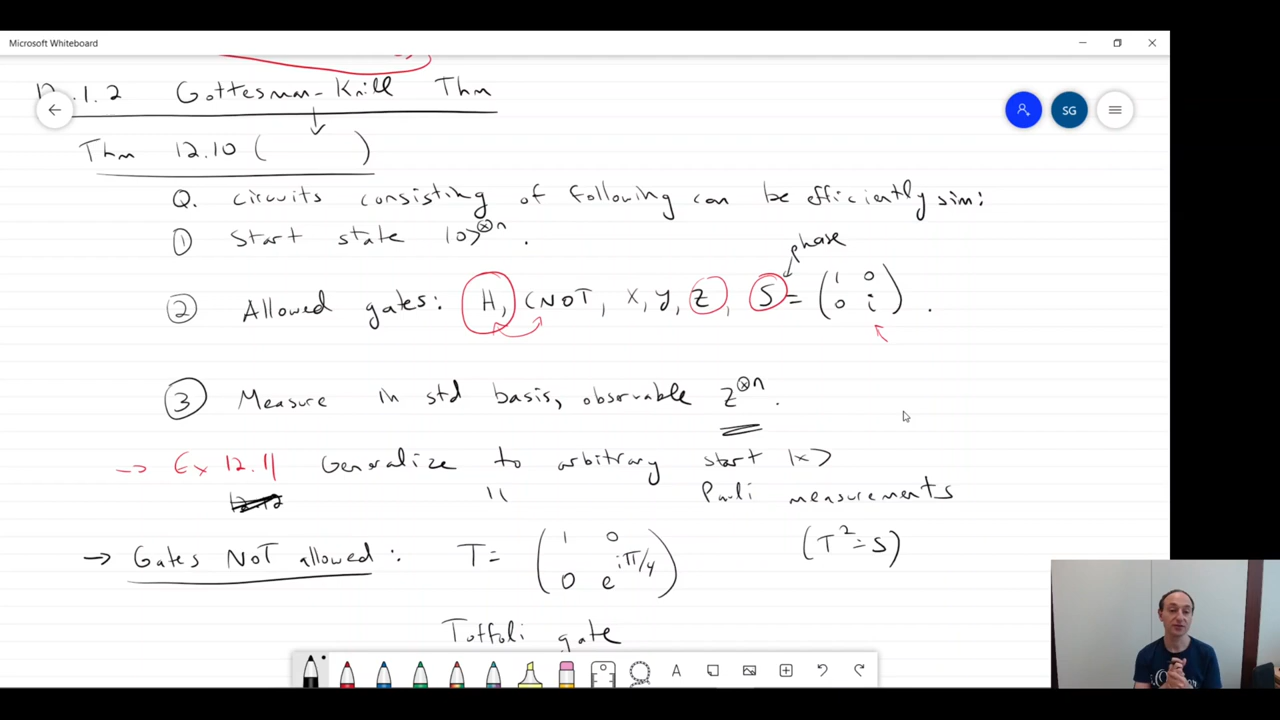 Microsoft Whiteboard
12.1.2 Gottesman-Knill Thm
SG
Thm 12.10 ( )
Q. circuits consisting of following can be efficiently sim:
① Start state |0>^{⊗n}.
phase
② Allowed gates: H, CNOT, X, Y, Z, S = (1 0 0 i).
③ Measure in std basis, observable Z^{⊗n}.
→ Ex 12.11 Generalize to arbitrary start |x>
" Pauli measurements
→ Gates NOT allowed: T = (1 0 0 e^{iπ/4}) (T^2 = S)
Toffoli gate
A